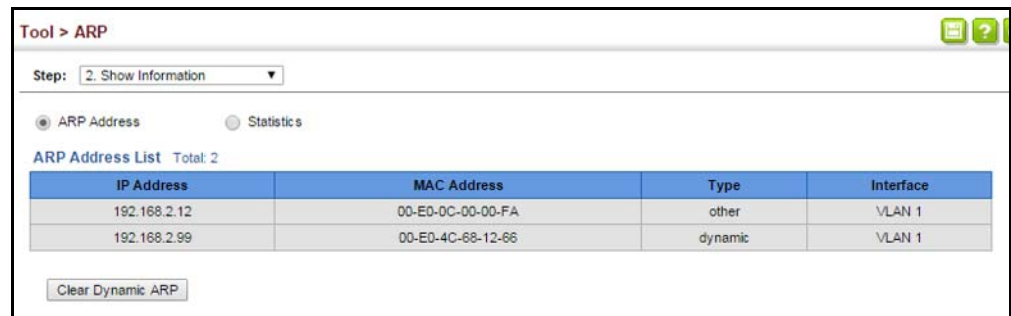 Tool > ARP
?
Step: 2. Show Information
ARP Address Statistics
ARP Address List Total: 2
IP Address MAC Address Type Interface
192.168.2.12 00-E0-0C-00-00-FA other VLAN 1
192.168.2.99 00-E0-4C-68-12-66 dynamic VLAN 1
Clear Dynamic ARP